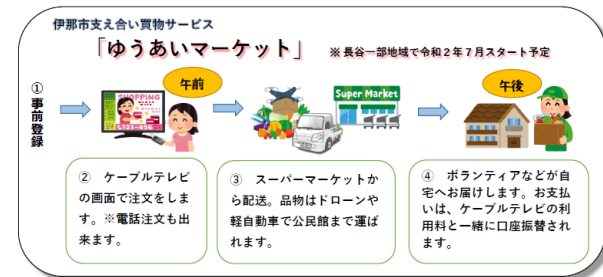 伊那市支え合い買物サービス
「ゆうあいマーケット」
※長谷一部地域で令和２年７月スタート予定
①事前登録
午前
SHOPPING
Super Market
午後
② ケーブルテレビ
の画面で注文をしま
す。※電話注文も出
来ます。
③ スーパーマーケットか
ら配送。品物はドローンや
軽自動車で公民館まで運ば
れます。
④ ボランティアなどが自
宅へお届けします。お支払
いは、ケーブルテレビの利
用料と一緒に口座振替され
ます。